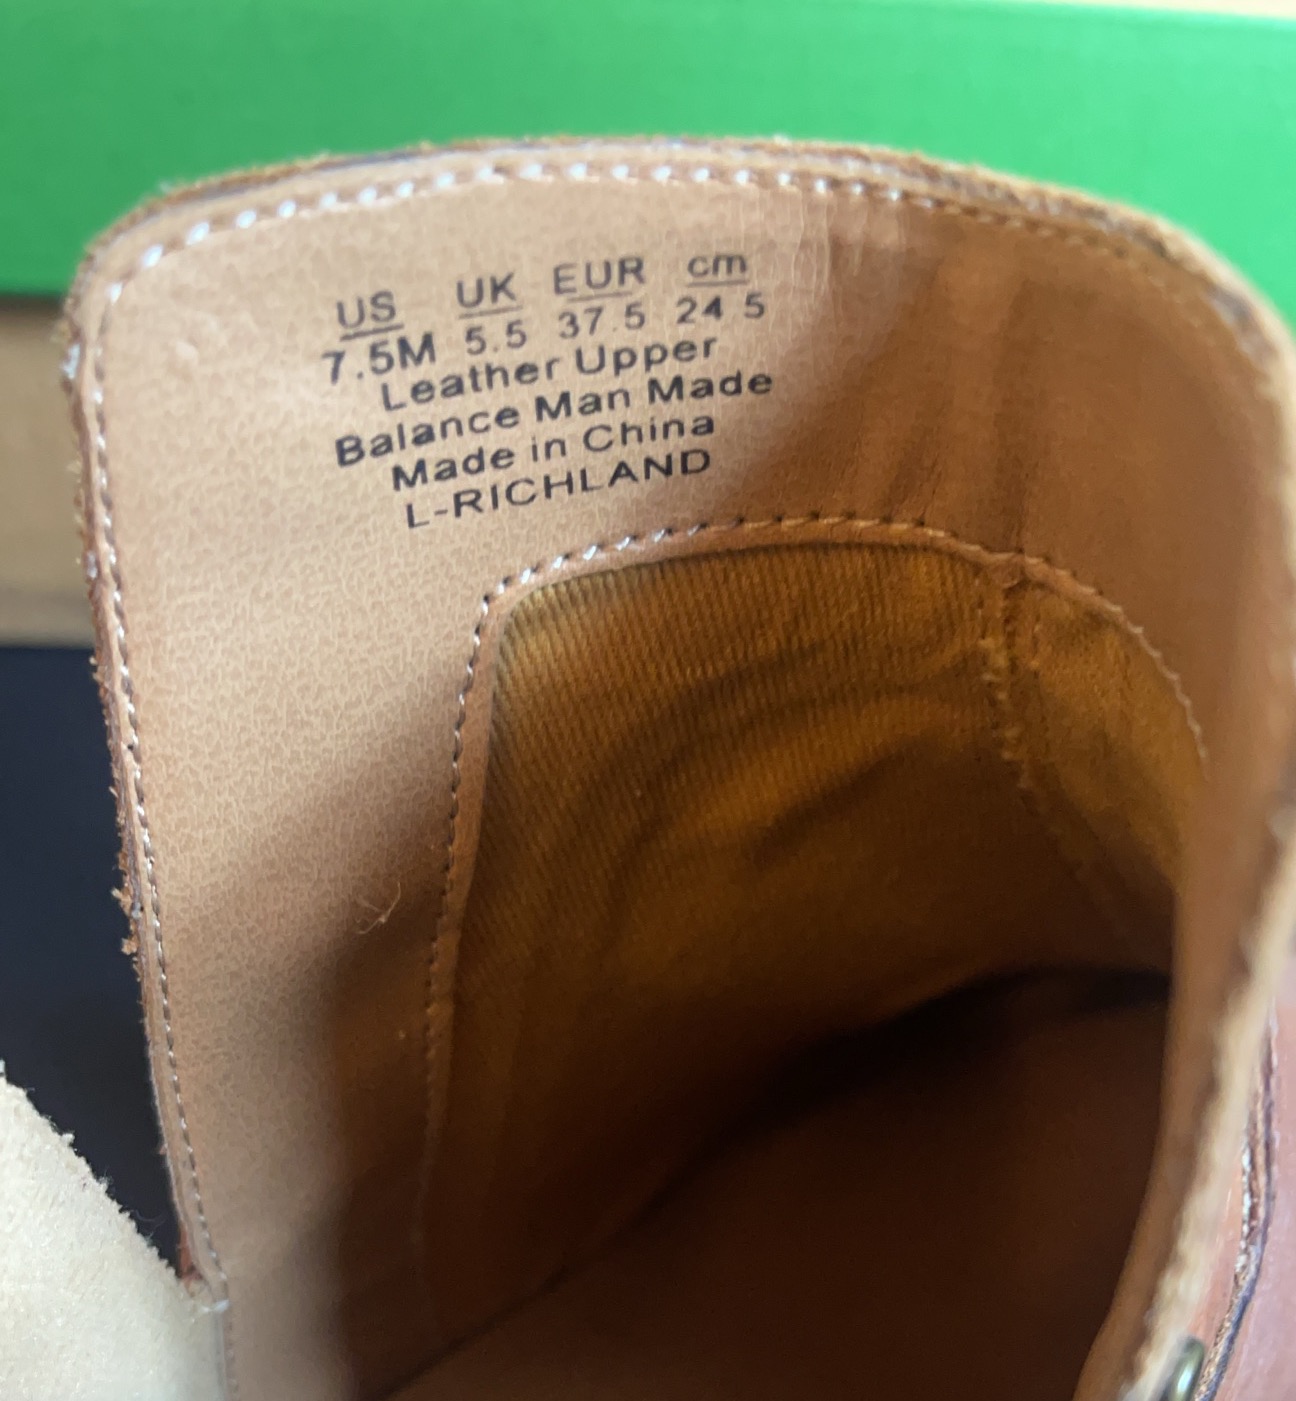 US UK EUR cm
7.5M 5.5 37.5 24 5
Leather Upper
Balance Man Made
Made in China
L-RICHLAND